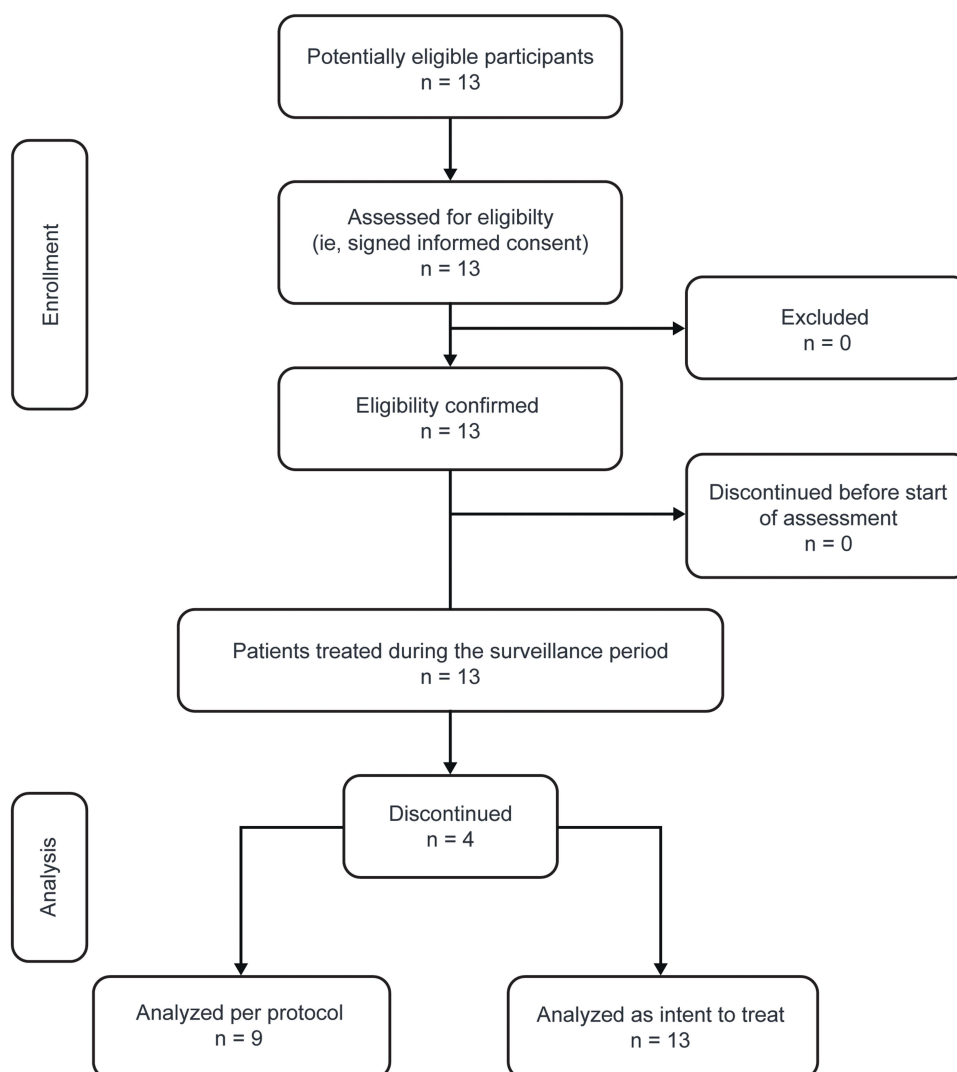 Potentially eligible participants
n = 13
Enrollment
Assessed for eligibilty
(ie, signed informed consent)
n = 13
Excluded
n = 0
Eligibility confirmed
n = 13
Discontinued before start
of assessment
n = 0
Patients treated during the surveillance period
n = 13
Analysis
Discontinued
n = 4
Analyzed per protocol
n = 9
Analyzed as intent to treat
n = 13